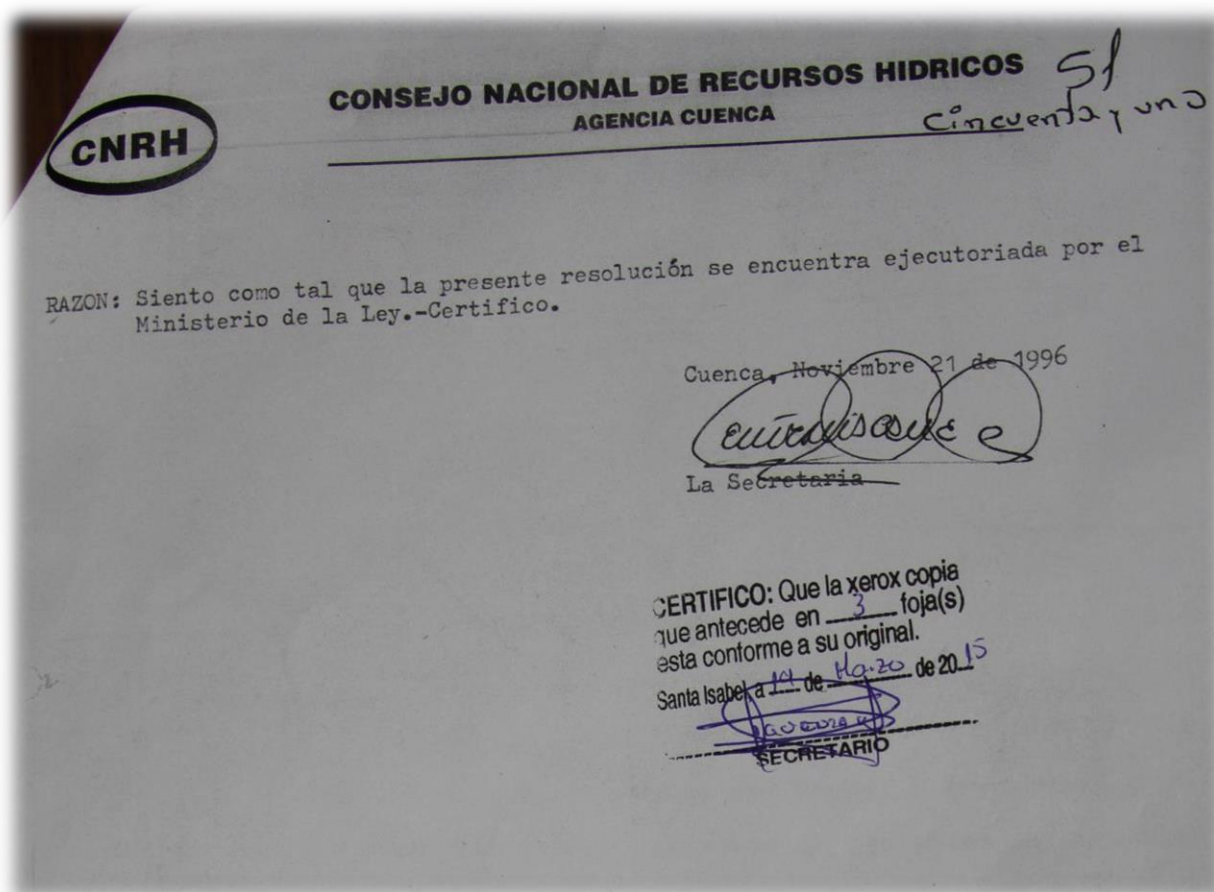 CONSEJO NACIONAL DE RECURSOS HIDRICOS
51
AGENCIA CUENCA
Cincuenta y uno
CNRH
RAZON: Siento como tal que la presente resolución se encuentra ejecutoriada por el
Ministerio de la Ley.-Certifico.
Cuenca, Noviembre 21 de 1996
La Secretaria
CERTIFICO: Que la xerox copia
que antecede en 3 foja(s)
esta conforme a su original.
Santa Isabel, a de Marzo de 2015
SECRETARIO